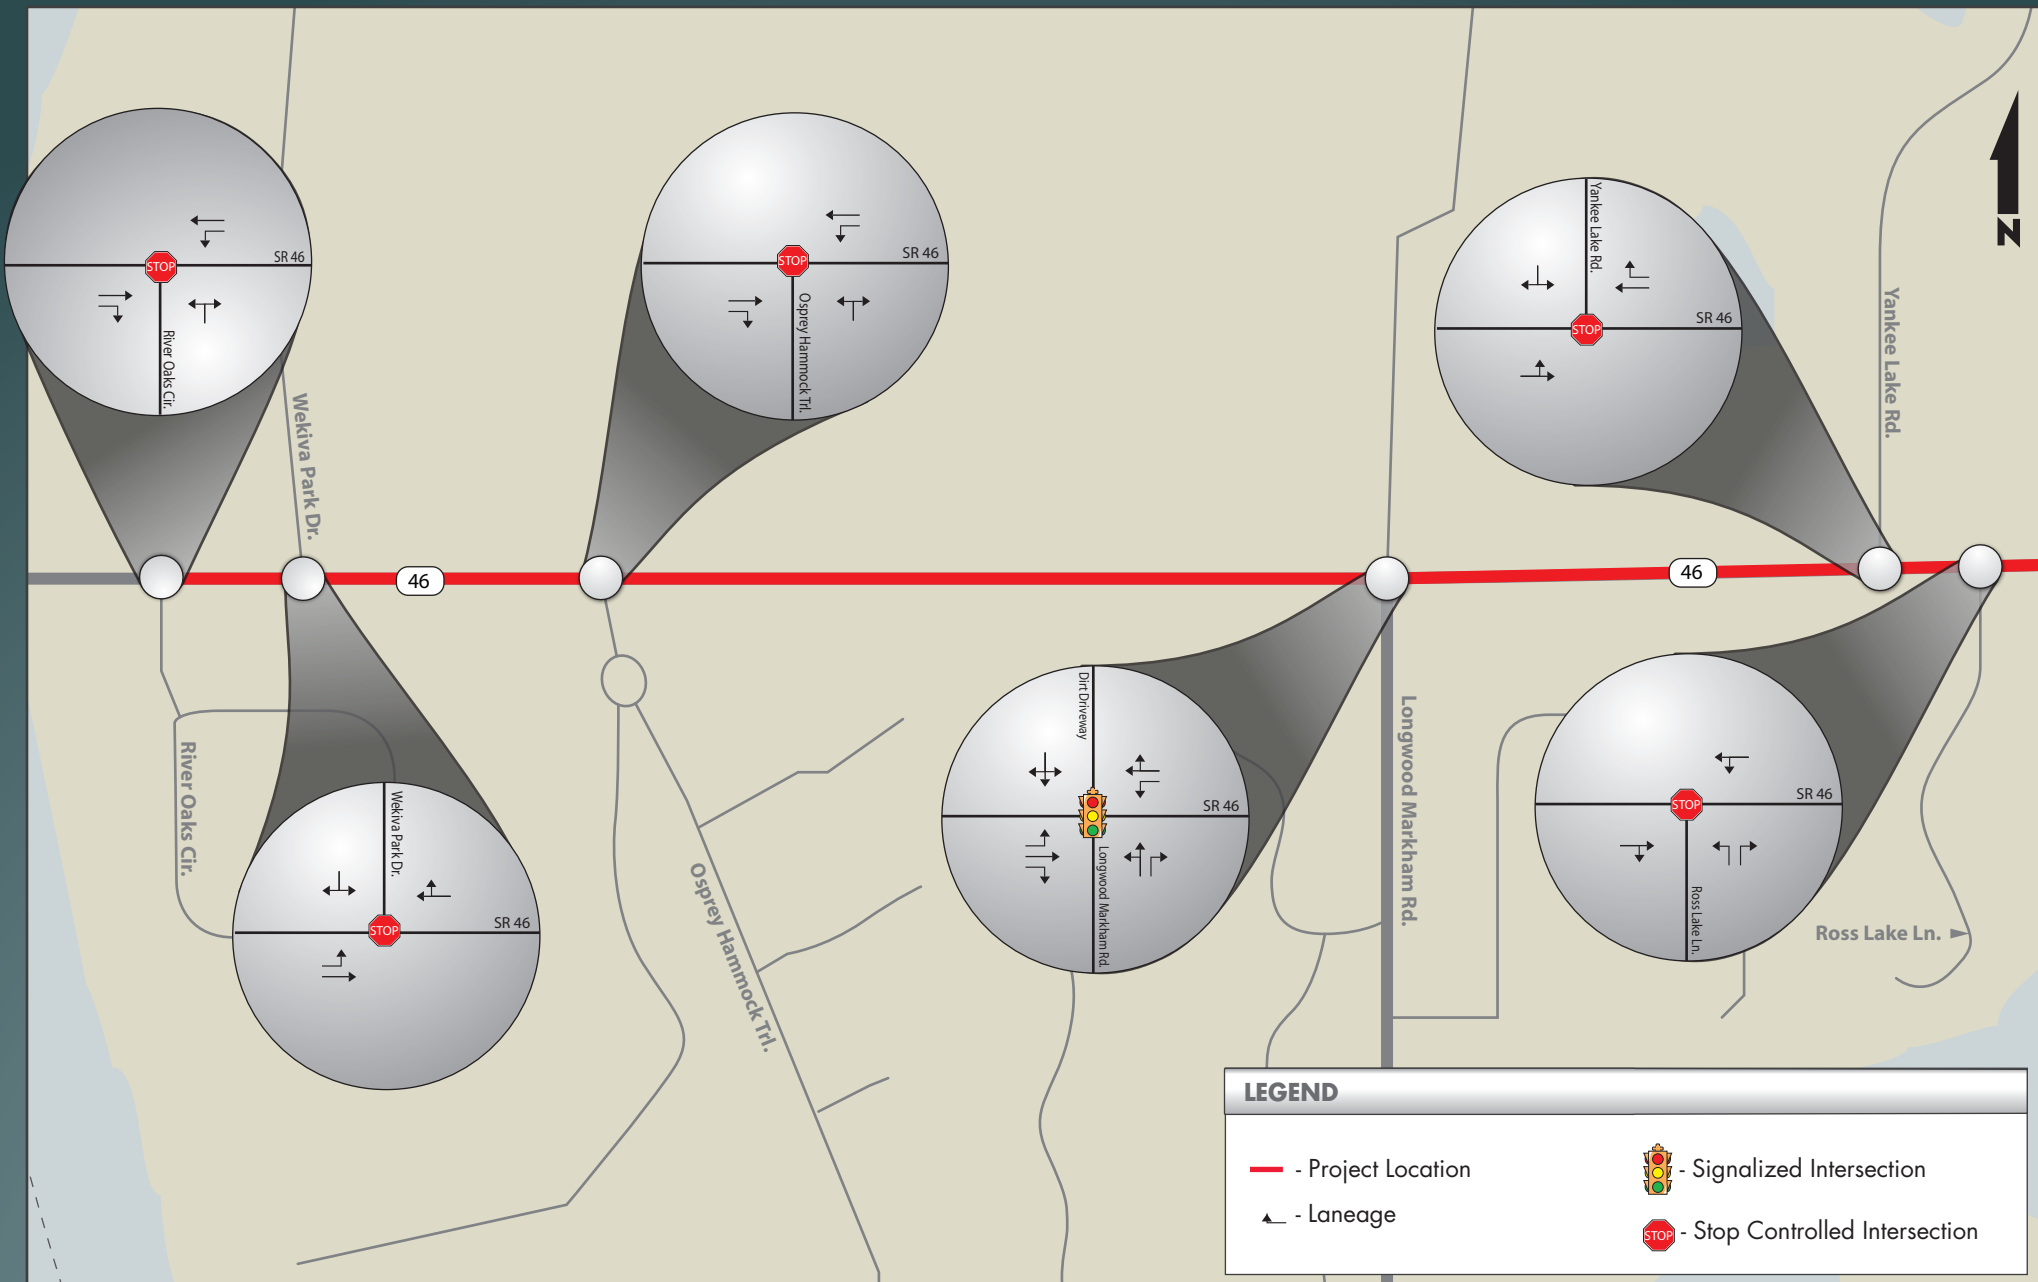 SR 46
STOP
River Oaks Cir.
SR 46
STOP
Osprey Hammock Trl.
Yankee Lake Rd.
SR 46
STOP
Yankee Lake Rd.
N
Wekiva Park Dr.
46
46
River Oaks Cir.
Wekiva Park Dr.
SR 46
STOP
Osprey Hammock Trl.
Dirt Driveway
SR 46
Longwood Markham Rd.
Longwood Markham Rd.
SR 46
STOP
Ross Lake Ln.
Ross Lake Ln.
LEGEND
- Project Location
- Laneage
- Signalized Intersection
STOP - Stop Controlled Intersection